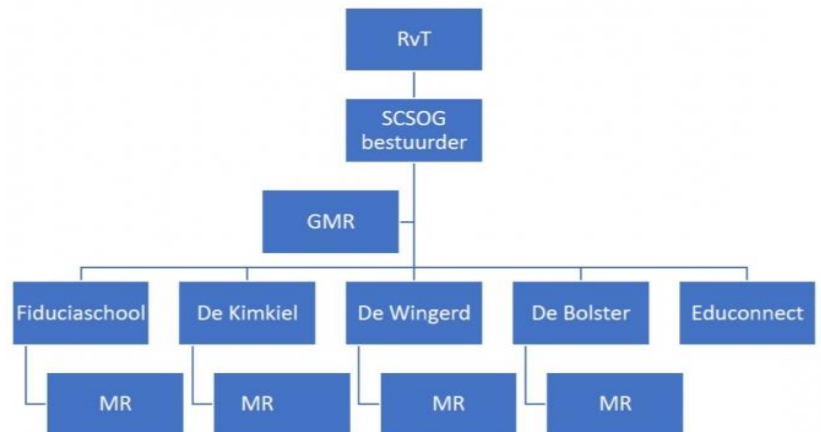 RvT
SCSOG
bestuurder
GMR
Fiduciaschool
De Kimkiel
De Wingerd
De Bolster
Educonnect
MR
MR
MR
MR